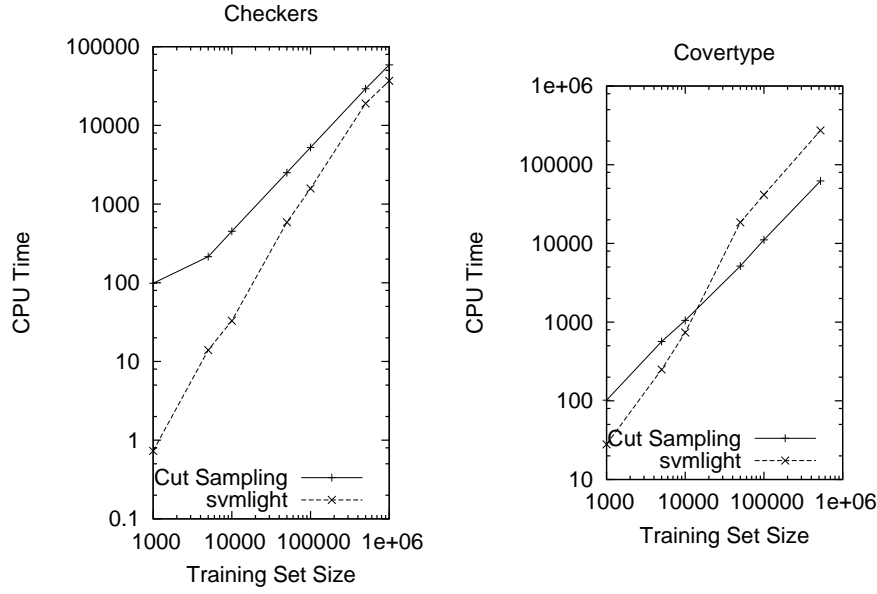 Checkers
100000
10000
1000
100
10
1
0.1
CPU Time
1000 10000 100000 1e+06
Training Set Size
Cut Sampling
svmlight
Covertype
1e+06
100000
10000
1000
100
10
CPU Time
1000 10000 100000 1e+06
Training Set Size
Cut Sampling
svmlight